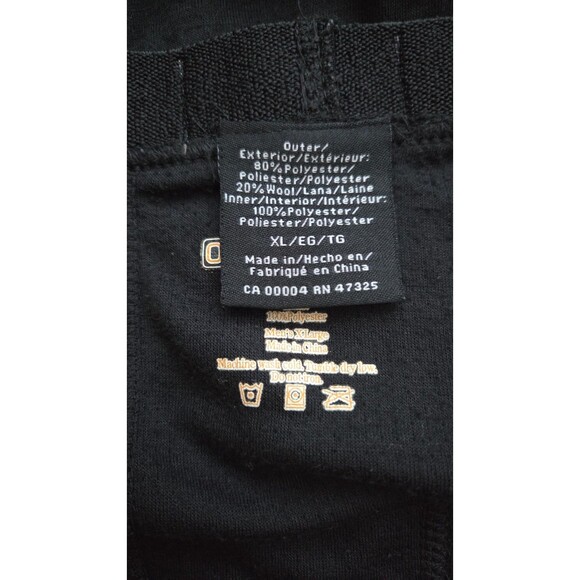 Outer/
Exterior/Extérieur:
80% Polyester/
Poliester/Polyester
20% Wool/Lana/Laine
Inner/Interior/Intérieur:
100% Polyester/
Poliester/Polyester
XL/EG/TG
Made in/Hecho en/
Fabriqué en China
CA 00004 RN 47325
100%Polyester
Men's X-Large
Made in China
Machine wash cold. Tumble dry low.
Do not iron.